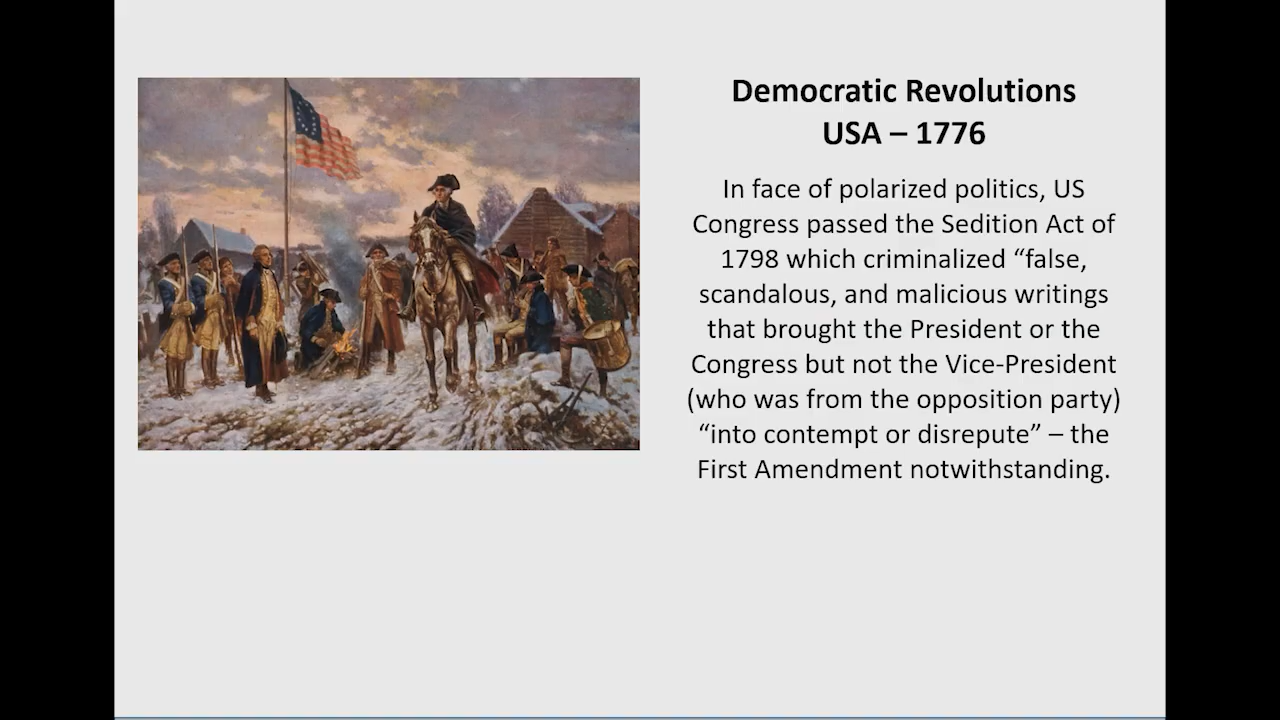 Democratic Revolutions
USA – 1776
In face of polarized politics, US
Congress passed the Sedition Act of
1798 which criminalized “false,
scandalous, and malicious writings
that brought the President or the
Congress but not the Vice-President
(who was from the opposition party)
“into contempt or disrepute” – the
First Amendment notwithstanding.